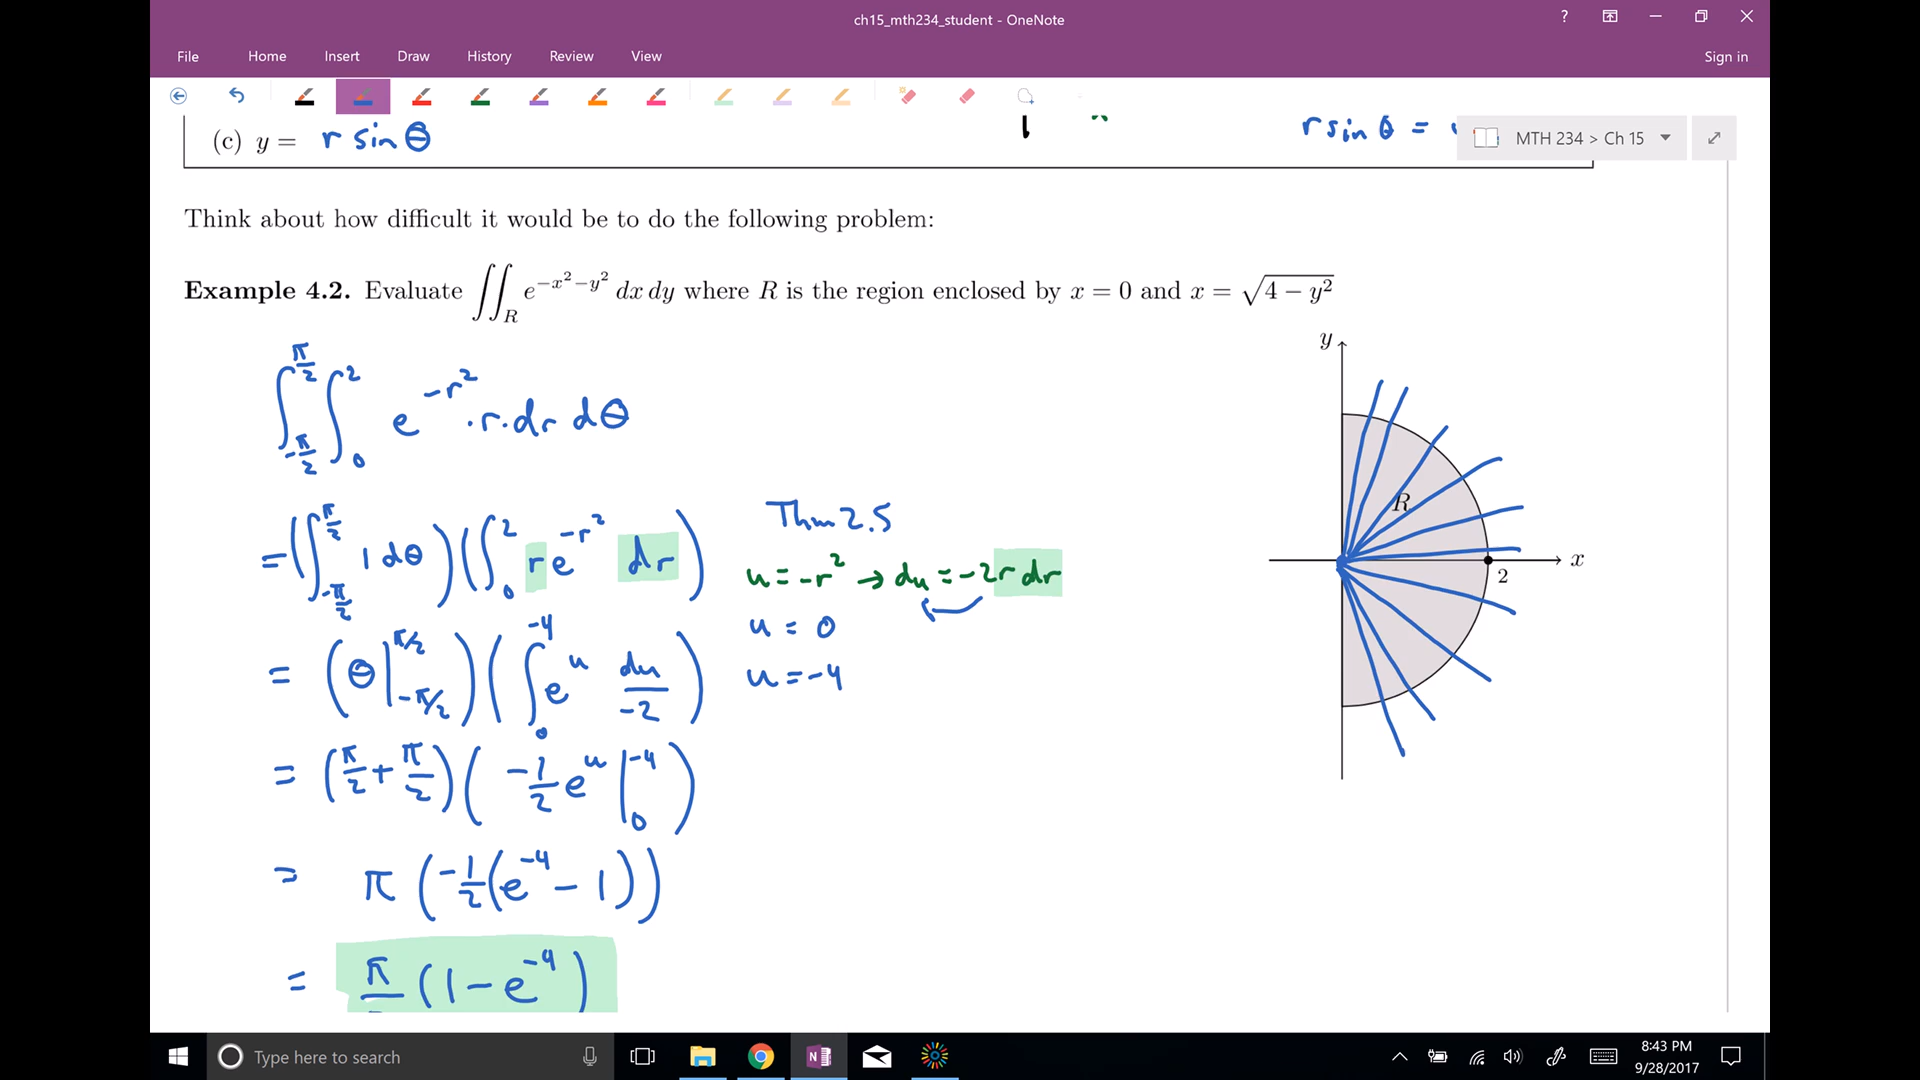 ch15_mth234_student - OneNote
?
File Home Insert Draw History Review View Sign in
(c) y = r sin θ
r sin θ =
MTH 234 > Ch 15
Think about how difficult it would be to do the following problem:
Example 4.2. Evaluate ∬_R e^{-x²-y²} dx dy where R is the region enclosed by x = 0 and x = √(4 − y²)
∫_{-π/2}^{π/2} ∫_0^2 e^{-r²} · r · dr dθ
= (∫_{-π/2}^{π/2} 1 dθ)(∫_0^2 r e^{-r²} dr)
Thm 2.5
u = -r² → du = -2r dr
u = 0
u = -4
= (θ |_{-π/2}^{π/2})(∫_0^{-4} e^u du/-2)
= (π/2 + π/2)(-1/2 e^u |_0^{-4})
= π(-1/2(e^{-4} - 1))
= π (1 - e^{-4})
y
R
x
2
Type here to search
8:43 PM
9/28/2017